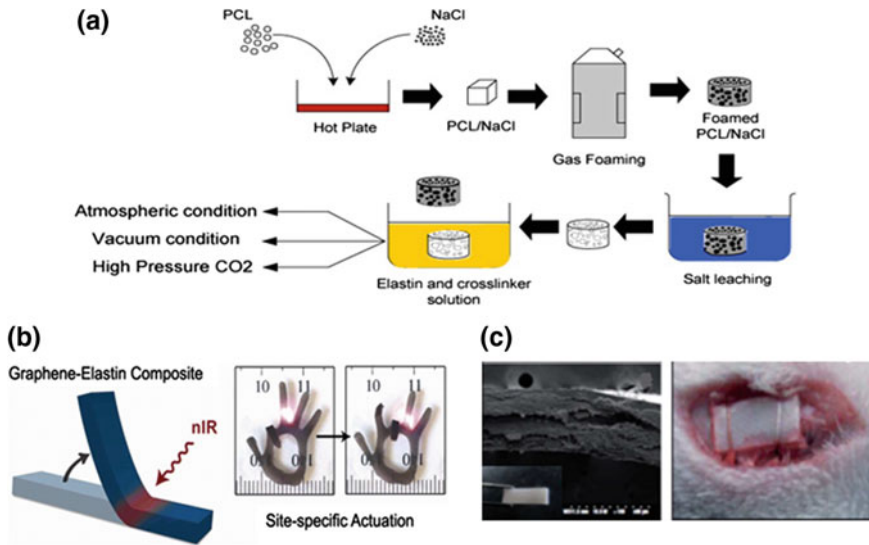 (a)
PCL
NaCl
Hot Plate
PCL/NaCl
Gas Foaming
Foamed
PCL/NaCl
Atmospheric condition
Vacuum condition
High Pressure CO2
Elastin and crosslinker
solution
Salt leaching
(b)
Graphene-Elastin Composite
nIR
10 11
10 11
Site-specific Actuation
(c)